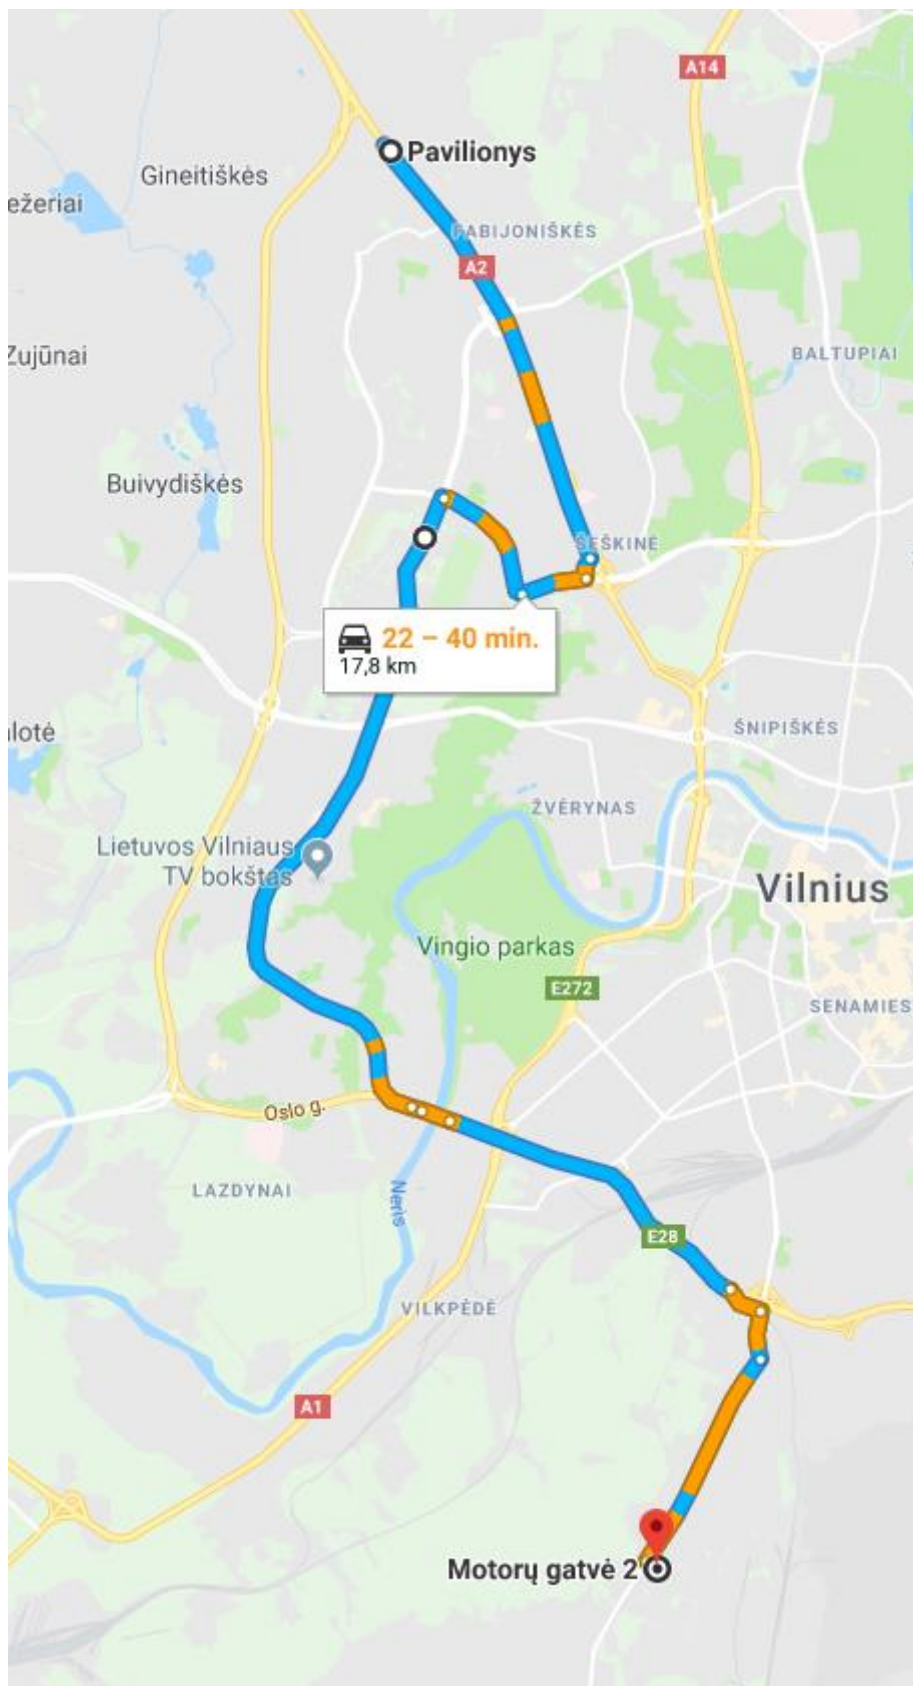 A14
Pavilionys
Gineitiškės
ežeriai
FABIJONIŠKĖS
A2
Zujūnai
BALTUPIAI
Buivydiškės
ŠEŠKINĖ
22 – 40 min.
17,8 km
ŠNIPIŠKĖS
lotė
ŽVĖRYNAS
Lietuvos Vilniaus
TV bokštas
Vilnius
Vingio parkas
E272
SENAMIES
Oslo g.
LAZDYNAI
Neris
E28
VILKPĖDĖ
A1
Motorų gatvė 2